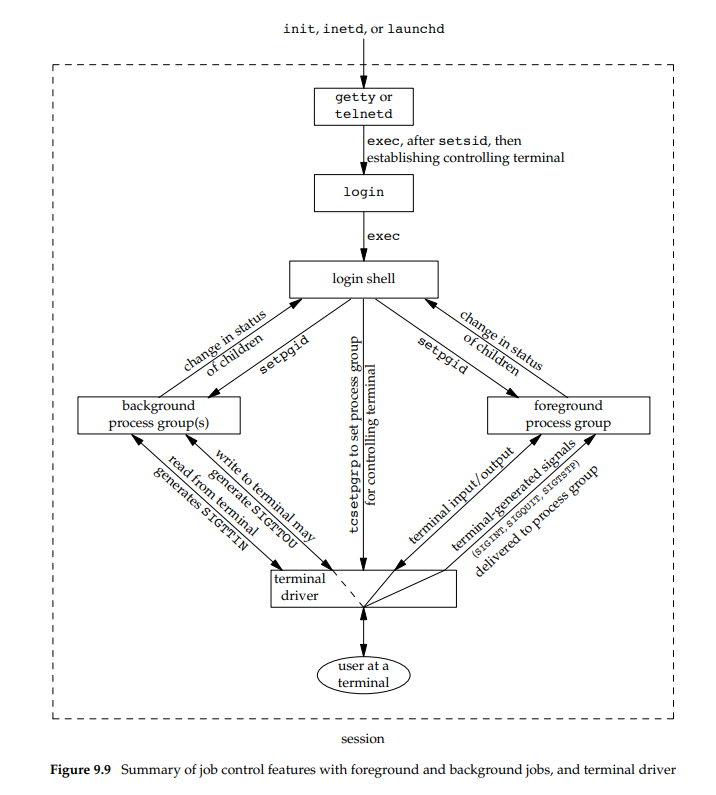 init, inetd, or launchd
getty or
telnetd
exec, after setsid, then
establishing controlling terminal
login
exec
login shell
change in status
of children
setpgid
tcsetpgrp to set process group
for controlling terminal
setpgid
change in status
of children
background
process group(s)
foreground
process group
read from terminal
generates SIGTTIN
write to terminal may
generate SIGTTOU
terminal input/output
terminal-generated signals
(SIGINT, SIGQUIT, SIGTSTP)
delivered to process group
terminal
driver
user at a
terminal
session
Figure 9.9 Summary of job control features with foreground and background jobs, and terminal driver